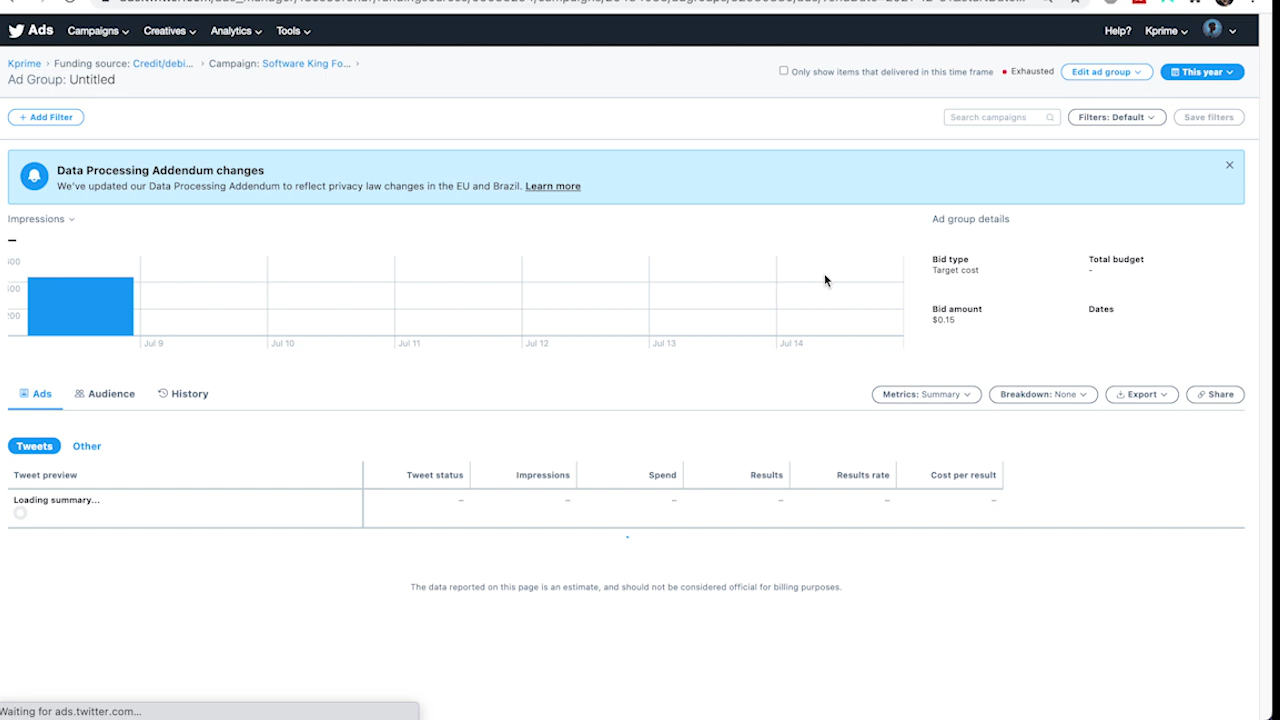 Ads Campaigns Creatives Analytics Tools Help? Kprime
Kprime > Funding source: Credit/debi... > Campaign: Software King Fo... >
Ad Group: Untitled
Only show items that delivered in this time frame Exhausted Edit ad group This year
+ Add Filter Search campaigns Filters: Default Save filters
Data Processing Addendum changes
We've updated our Data Processing Addendum to reflect privacy law changes in the EU and Brazil. Learn more
Impressions
–
Jul 9 Jul 10 Jul 11 Jul 12 Jul 13 Jul 14
Ad group details
Bid type Total budget
Target cost -
Bid amount Dates
$0.15
Ads Audience History Metrics: Summary Breakdown: None Export Share
Tweets Other
Tweet preview Tweet status Impressions Spend Results Results rate Cost per result
Loading summary... – – – – – –
The data reported on this page is an estimate, and should not be considered official for billing purposes.
Waiting for ads.twitter.com...